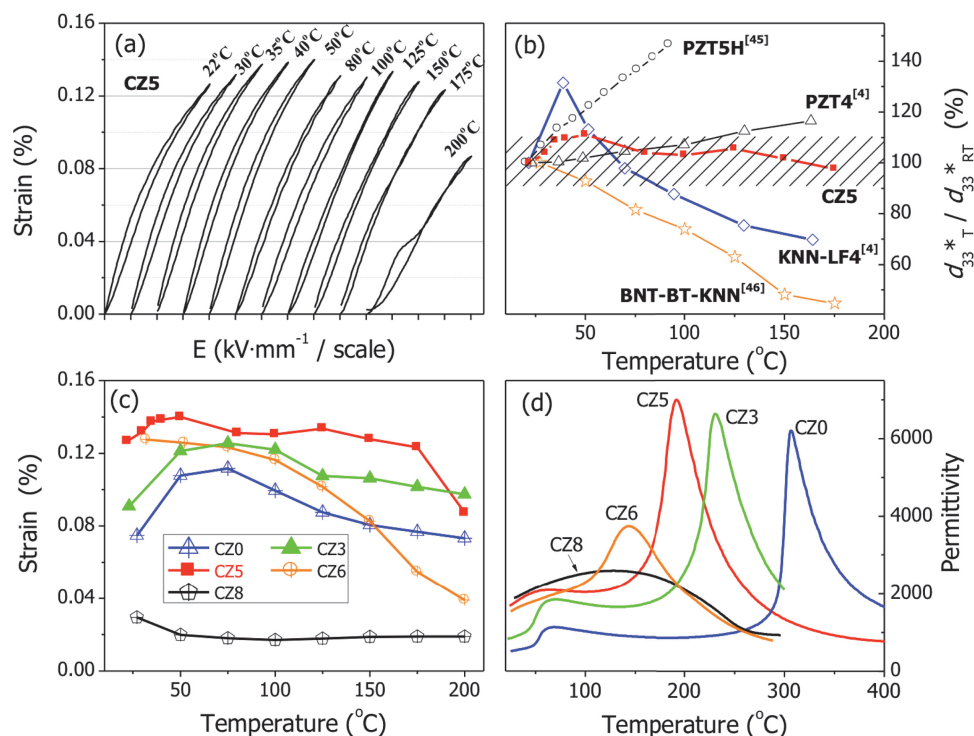 (a)
CZ5
22°C
30°C
35°C
40°C
50°C
80°C
100°C
125°C
150°C
175°C
200°C
0.16
0.12
0.08
0.04
0.00
Strain (%)
E (kV·mm⁻¹ / scale)
(b)
PZT5H[45]
PZT4[4]
CZ5
KNN-LF4[4]
BNT-BT-KNN[46]
140
120
100
80
60
d33*T / d33*RT (%)
50 100 150 200
Temperature (°C)
(c)
0.16
0.12
0.08
0.04
0.00
Strain (%)
CZ0 CZ3
CZ5 CZ6
CZ8
50 100 150 200
Temperature (°C)
(d)
CZ5
CZ3
CZ0
CZ6
CZ8
6000
4000
2000
0
Permittivity
100 200 300 400
Temperature (°C)